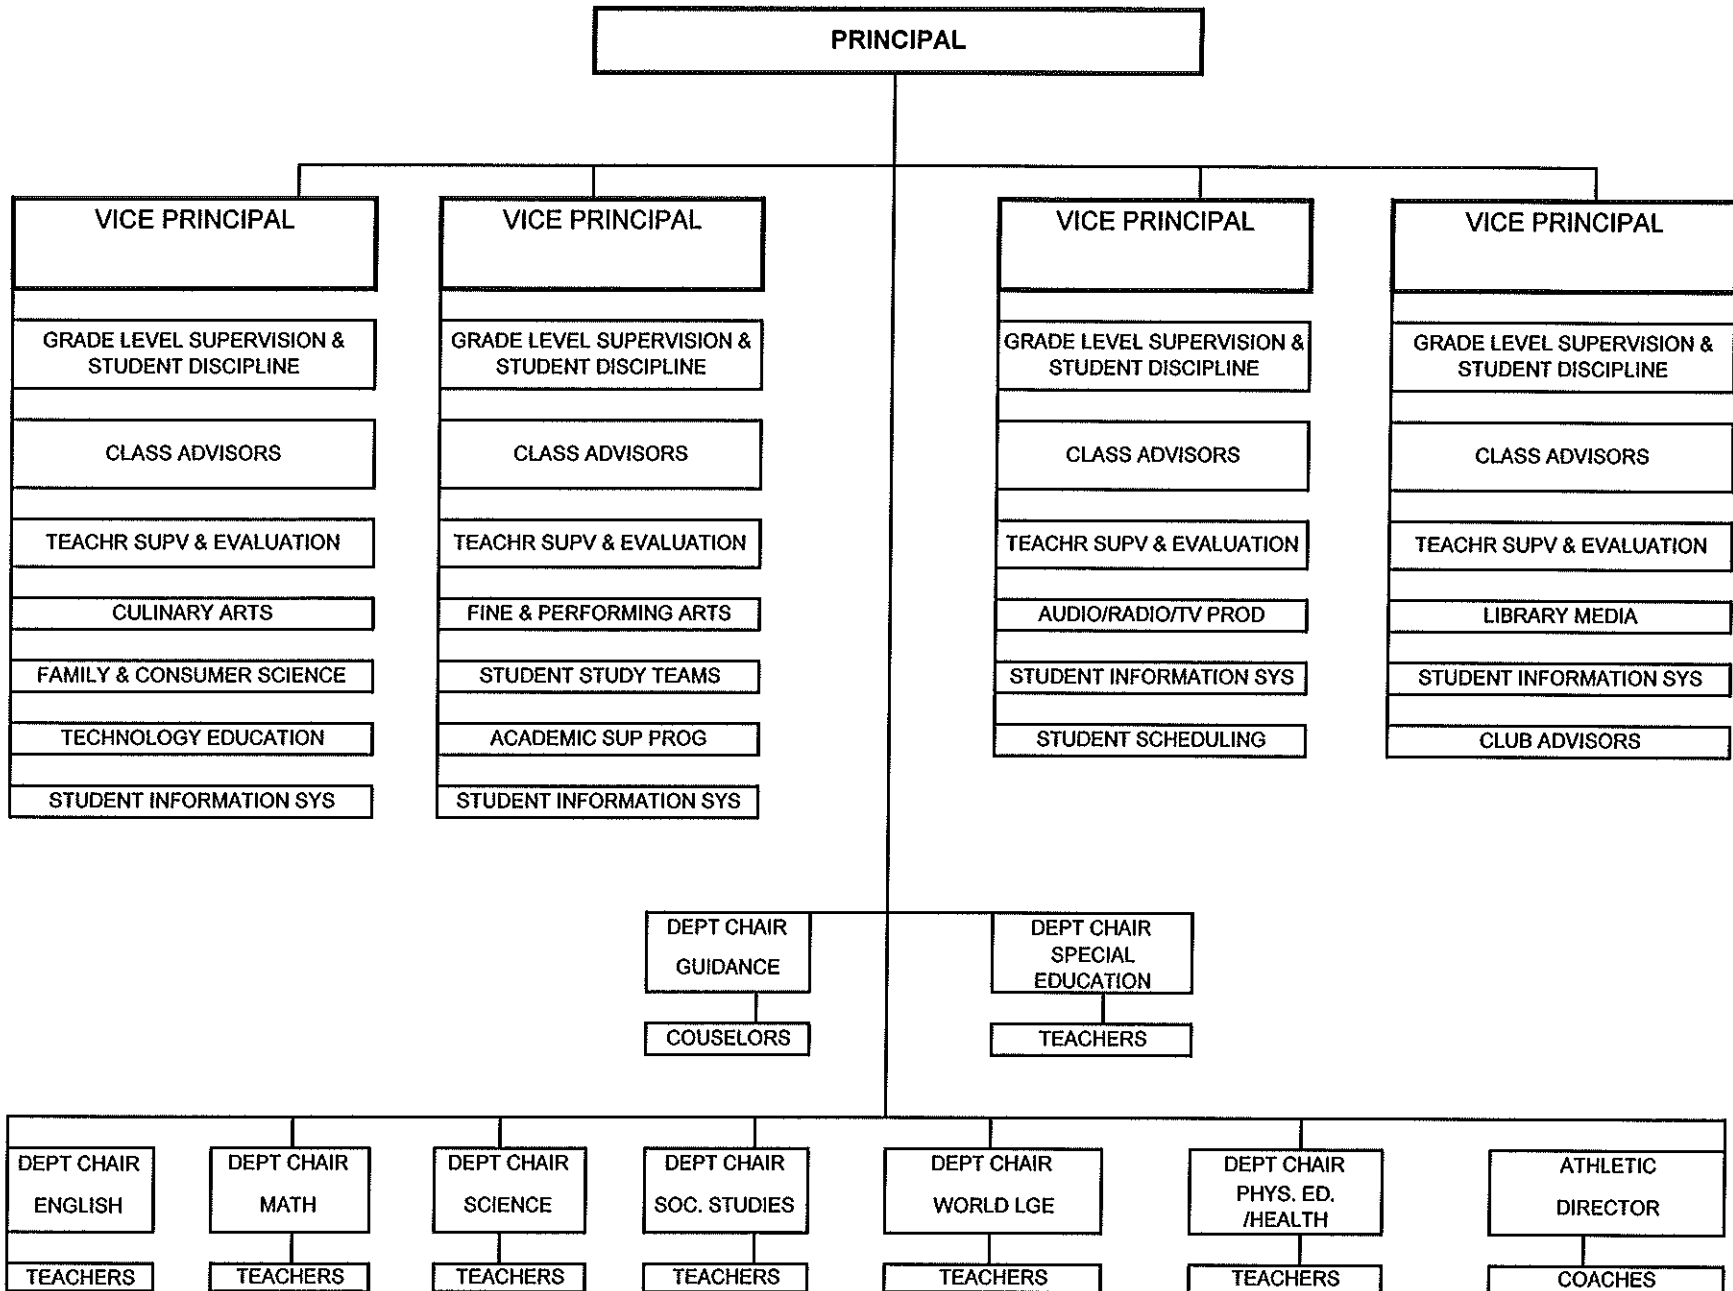 PRINCIPAL
VICE PRINCIPAL
VICE PRINCIPAL
VICE PRINCIPAL
VICE PRINCIPAL
GRADE LEVEL SUPERVISION &
STUDENT DISCIPLINE
GRADE LEVEL SUPERVISION &
STUDENT DISCIPLINE
GRADE LEVEL SUPERVISION &
STUDENT DISCIPLINE
GRADE LEVEL SUPERVISION &
STUDENT DISCIPLINE
CLASS ADVISORS
CLASS ADVISORS
CLASS ADVISORS
CLASS ADVISORS
TEACHR SUPV & EVALUATION
TEACHR SUPV & EVALUATION
TEACHR SUPV & EVALUATION
TEACHR SUPV & EVALUATION
CULINARY ARTS
FINE & PERFORMING ARTS
AUDIO/RADIO/TV PROD
LIBRARY MEDIA
FAMILY & CONSUMER SCIENCE
STUDENT STUDY TEAMS
STUDENT INFORMATION SYS
STUDENT INFORMATION SYS
TECHNOLOGY EDUCATION
ACADEMIC SUP PROG
STUDENT SCHEDULING
CLUB ADVISORS
STUDENT INFORMATION SYS
STUDENT INFORMATION SYS
DEPT CHAIR
GUIDANCE
DEPT CHAIR
SPECIAL
EDUCATION
COUSELORS
TEACHERS
DEPT CHAIR
ENGLISH
DEPT CHAIR
MATH
DEPT CHAIR
SCIENCE
DEPT CHAIR
SOC. STUDIES
DEPT CHAIR
WORLD LGE
DEPT CHAIR
PHYS. ED.
/HEALTH
ATHLETIC
DIRECTOR
TEACHERS
TEACHERS
TEACHERS
TEACHERS
TEACHERS
TEACHERS
COACHES